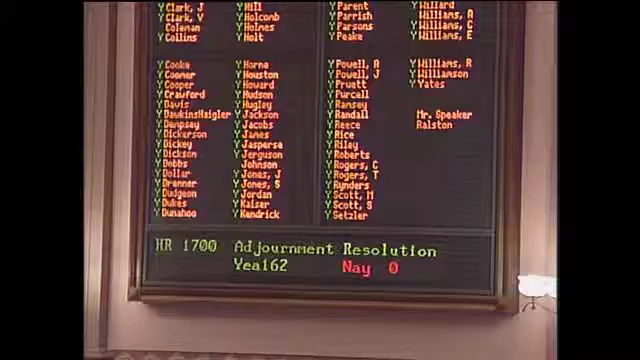 Y Clark, J Y Hill Y Parent Y Willard
Y Clark, V Y Holcomb Y Parrish Y Williams, A
Coleman Y Holmes Y Parsons Y Williams, C
Y Collins Y Holt Y Peake Y Williams, E
Y Cooke Y Horne Y Powell, A Y Williams, R
Y Coomer Y Houston Y Powell, J Y Williamson
Y Cooper Y Howard Y Pruett Y Yates
Y Crawford Y Hudson Purcell
Y Davis Y Hugley Y Ramsey
Y DawkinsHaigler Y Jackson Y Randall Mr. Speaker
Y Dempsey Y Jacobs Y Reece Ralston
Y Dickerson Y James Y Rice
Y Dickey Y Jasperse Y Riley
Y Dickson Y Jerguson Y Roberts
Y Dobbs Johnson Y Rogers, C
Y Dollar Y Jones, J Y Rogers, T
Y Drenner Y Jones, S Y Rynders
Y Dudgeon Y Jordan Y Scott, M
Y Dukes Y Kaiser Y Scott, S
Y Dunahoo Y Kendrick Y Setzler
HR 1700 Adjournment Resolution
Yea162 Nay 0